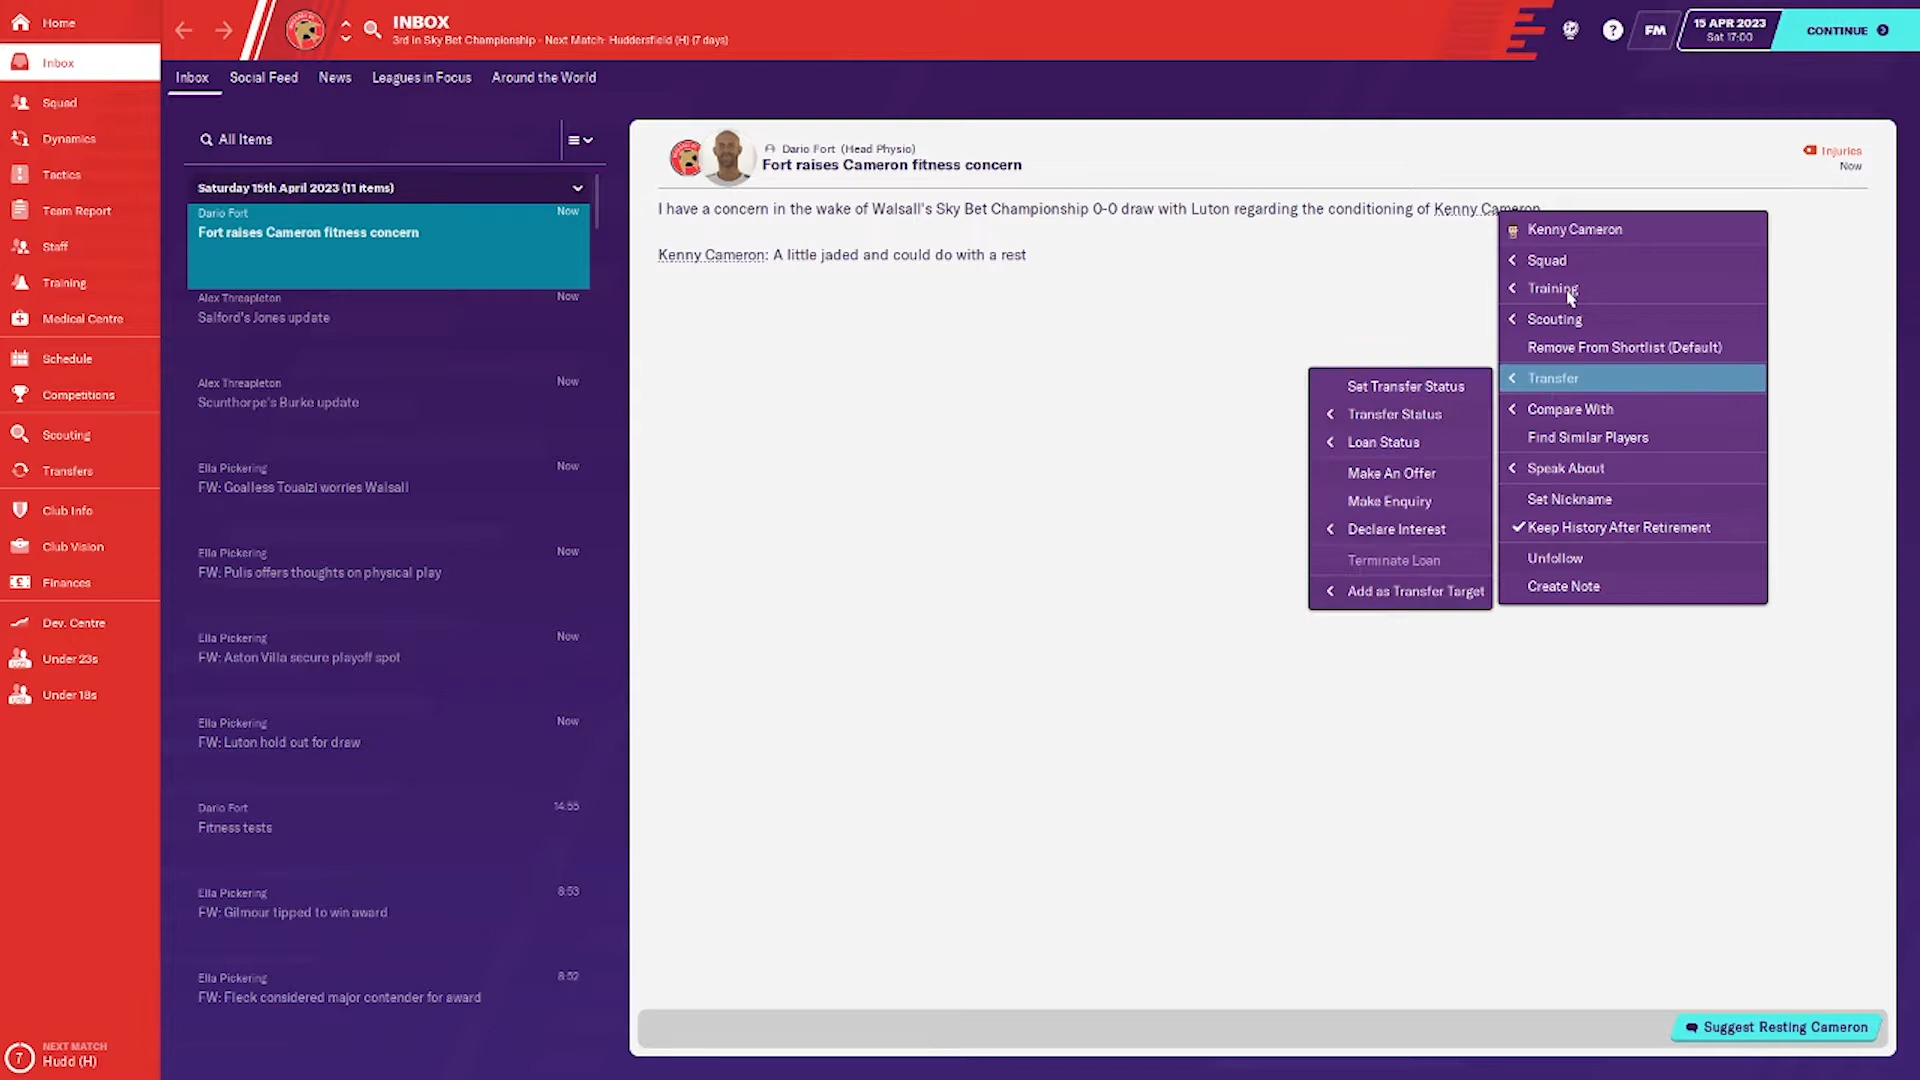 Home
Inbox
Squad
Dynamics
Tactics
Team Report
Staff
Training
Medical Centre
Schedule
Competitions
Scouting
Transfers
Club Info
Club Vision
Finances
Dev. Centre
Under 23s
Under 18s
7
NEXT MATCH
Hudd (H)
INBOX
3rd in Sky Bet Championship - Next Match: Huddersfield (H) (7 days)
?
FM
15 APR 2023
Sat 17:00
CONTINUE
Inbox
Social Feed
News
Leagues in Focus
Around the World
All Items
Saturday 15th April 2023 (11 items)
Dario Fort Now
Fort raises Cameron fitness concern
Alex Threapleton Now
Salford's Jones update
Alex Threapleton Now
Scunthorpe's Burke update
Ella Pickering Now
FW: Goalless Touaizi worries Walsall
Ella Pickering Now
FW: Pulis offers thoughts on physical play
Ella Pickering Now
FW: Aston Villa secure playoff spot
Ella Pickering Now
FW: Luton hold out for draw
Dario Fort 14:55
Fitness tests
Ella Pickering 8:53
FW: Gilmour tipped to win award
Ella Pickering 8:52
FW: Fleck considered major contender for award
Dario Fort (Head Physio)
Fort raises Cameron fitness concern
Injuries
Now
I have a concern in the wake of Walsall's Sky Bet Championship 0-0 draw with Luton regarding the conditioning of Kenny Cameron
Kenny Cameron: A little jaded and could do with a rest
Kenny Cameron
Squad
Training
Scouting
Remove From Shortlist (Default)
Transfer
Compare With
Find Similar Players
Speak About
Set Nickname
Keep History After Retirement
Unfollow
Create Note
Set Transfer Status
Transfer Status
Loan Status
Make An Offer
Make Enquiry
Declare Interest
Terminate Loan
Add as Transfer Target
Suggest Resting Cameron